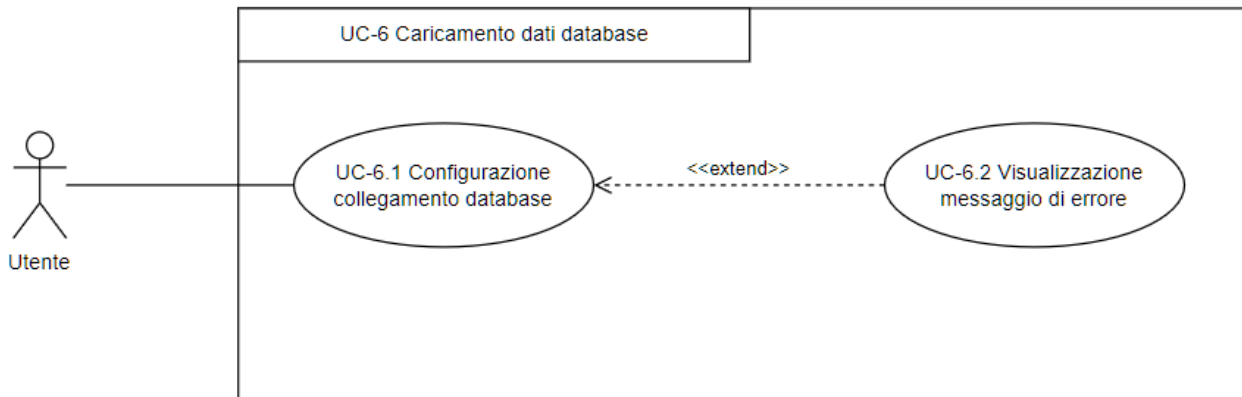 UC-6 Caricamento dati database
UC-6.1 Configurazione
collegamento database
<<extend>>
UC-6.2 Visualizzazione
messaggio di errore
Utente